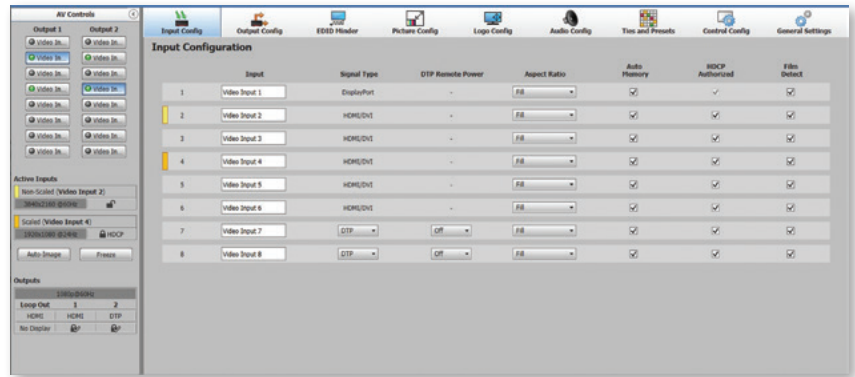 AV Controls
Input Config Output Config EDID Minder Picture Config Logo Config Audio Config Ties and Presets Control Config General Settings
Output 1 Output 2
Video In... Video In...
Video In... Video In...
Video In... Video In...
Video In... Video In...
Video In... Video In...
Video In... Video In...
Video In... Video In...
Video In... Video In...
Active Inputs
Non-Scaled (Video Input 2)
3840x2160 @60Hz
Scaled (Video Input 4)
1920x1080 @24Hz HDCP
Auto-Image Freeze
Outputs
1080p@60Hz
Loop Out 1 2
HDMI HDMI DTP
No Display
Input Configuration
Input Signal Type DTP Remote Power Aspect Ratio Auto Memory HDCP Authorized Film Detect
1 Video Input 1 DisplayPort - Fill
2 Video Input 2 HDMI/DVI - Fill
3 Video Input 3 HDMI/DVI - Fill
4 Video Input 4 HDMI/DVI - Fill
5 Video Input 5 HDMI/DVI - Fill
6 Video Input 6 HDMI/DVI - Fill
7 Video Input 7 DTP Off Fill
8 Video Input 8 DTP Off Fill